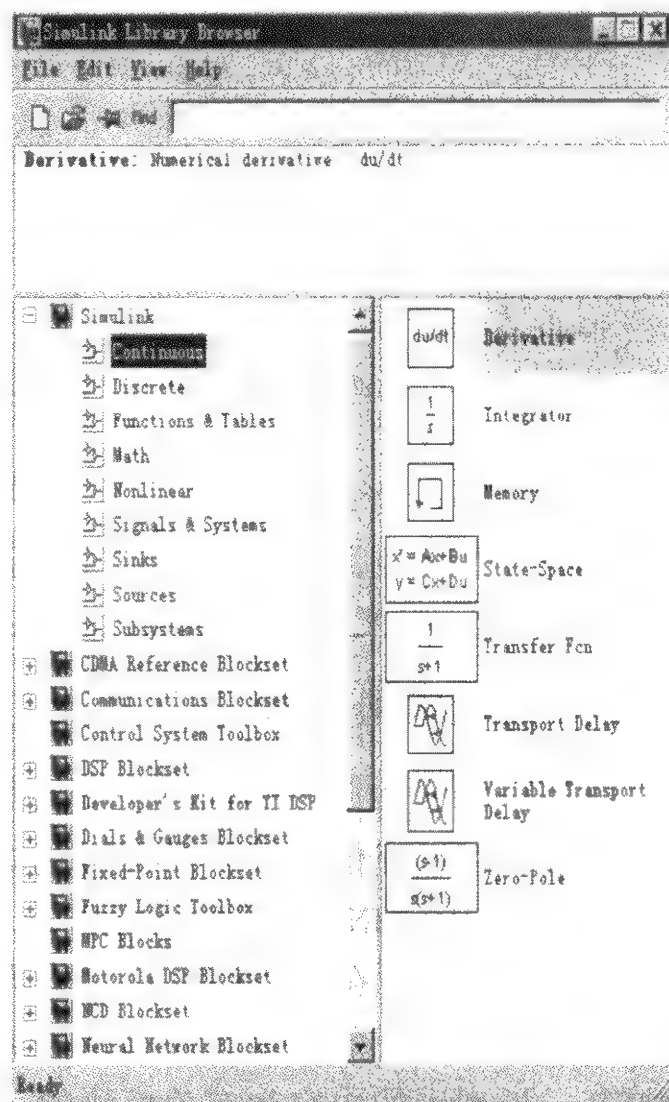 Simulink Library Browser
File Edit View Help
Find
Derivative: Numerical derivative du/dt
Simulink
Continuous
Discrete
Functions & Tables
Math
Nonlinear
Signals & Systems
Sinks
Sources
Subsystems
CDMA Reference Blockset
Communications Blockset
Control System Toolbox
DSP Blockset
Developer's Kit for TI DSP
Dials & Gauges Blockset
Fixed-Point Blockset
Fuzzy Logic Toolbox
MPC Blocks
Motorola DSP Blockset
NCD Blockset
Neural Network Blockset
du/dt Derivative
1
s
Integrator
Memory
x' = Ax+Bu
y = Cx+Du
State-Space
1
s+1
Transfer Fcn
Transport Delay
Variable Transport
Delay
(s-1)
s(s+1)
Zero-Pole
Ready